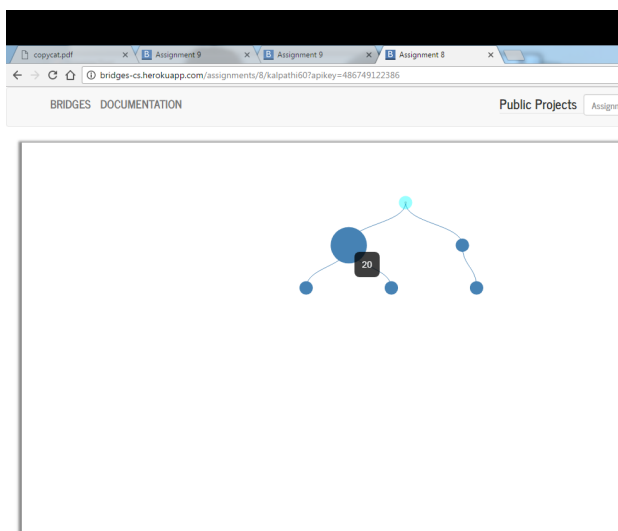 copycat.pdf Assignment 9 Assignment 9 Assignment 8
bridges-cs.herokuapp.com/assignments/8/kalpathi60?apikey=486749122386
BRIDGES DOCUMENTATION Public Projects Assignm
20